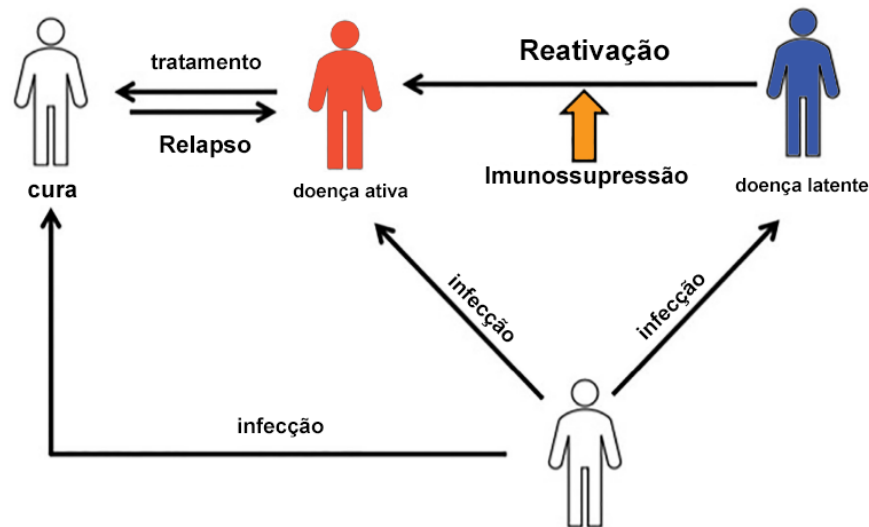 Reativação
tratamento
Relapso
Imunossupressão
cura
doença ativa
doença latente
infecção
infecção
infecção